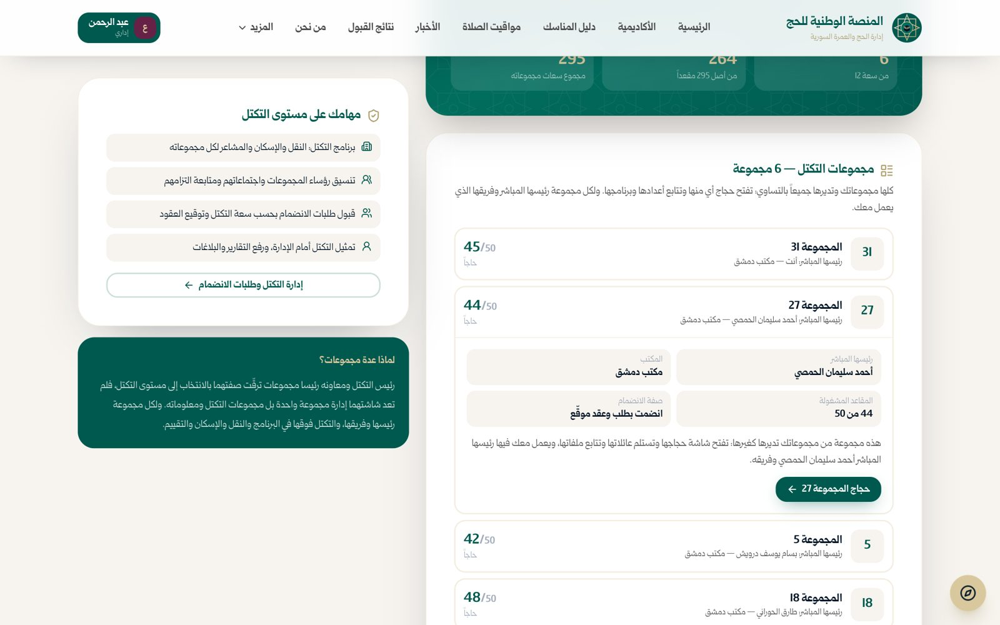 المنصة الوطنية للحج
إدارة الحج والعمرة السورية
الرئيسية
الأكاديمية
دليل المناسك
مواقيت الصلاة
الأخبار
نتائج القبول
من نحن
المزيد
ع
عبد الرحمن
إداري
6
من سعة 12
264
من أصل 295 مقعداً
295
مجموع سعات مجموعاته
مجموعات التكتل — 6 مجموعة
كلها مجموعاتك وتديرها جميعاً بالتساوي: تفتح حجاج أي منها وتتابع أعدادها وبرنامجها. ولكل مجموعة رئيسها المباشر وفريقها الذي
يعمل معك.
31
المجموعة 31
رئيسها المباشر: أنت — مكتب دمشق
45/50
حاجاً
27
المجموعة 27
رئيسها المباشر: أحمد سليمان الحمصي — مكتب دمشق
44/50
حاجاً
رئيسها المباشر
أحمد سليمان الحمصي
المكتب
مكتب دمشق
المقاعد المشغولة
44 من 50
صفة الانضمام
انضمت بطلب وعقد موقّع
هذه مجموعة من مجموعاتك تديرها كغيرها: تفتح شاشة حجاجها وتستلم عائلاتها وتتابع ملفاتها، ويعمل معك فيها رئيسها
المباشر أحمد سليمان الحمصي وفريقه.
حجاج المجموعة 27 ←
5
المجموعة 5
رئيسها المباشر: بسام يوسف درويش — مكتب دمشق
42/50
حاجاً
18
المجموعة 18
رئيسها المباشر: طارق الحوراني — مكتب دمشق
48/50
حاجاً
مهامك على مستوى التكتل
برنامج التكتل: النقل والإسكان والمشاعر لكل مجموعاته
تنسيق رؤساء المجموعات واجتماعاتهم ومتابعة التزامهم
قبول طلبات الانضمام بحسب سعة التكتل وتوقيع العقود
تمثيل التكتل أمام الإدارة، ورفع التقارير والبلاغات
إدارة التكتل وطلبات الانضمام ←
لماذا عدة مجموعات؟
رئيس التكتل ومعاونه رئيسا مجموعات ترقّت صفتهما بالانتخاب إلى مستوى التكتل، فلم
تعد شاشتهما إدارة مجموعة واحدة بل مجموعات التكتل ومعلوماته. ولكل مجموعة
رئيسها وفريقها، والتكتل فوقها في البرنامج والنقل والإسكان والتقييم.